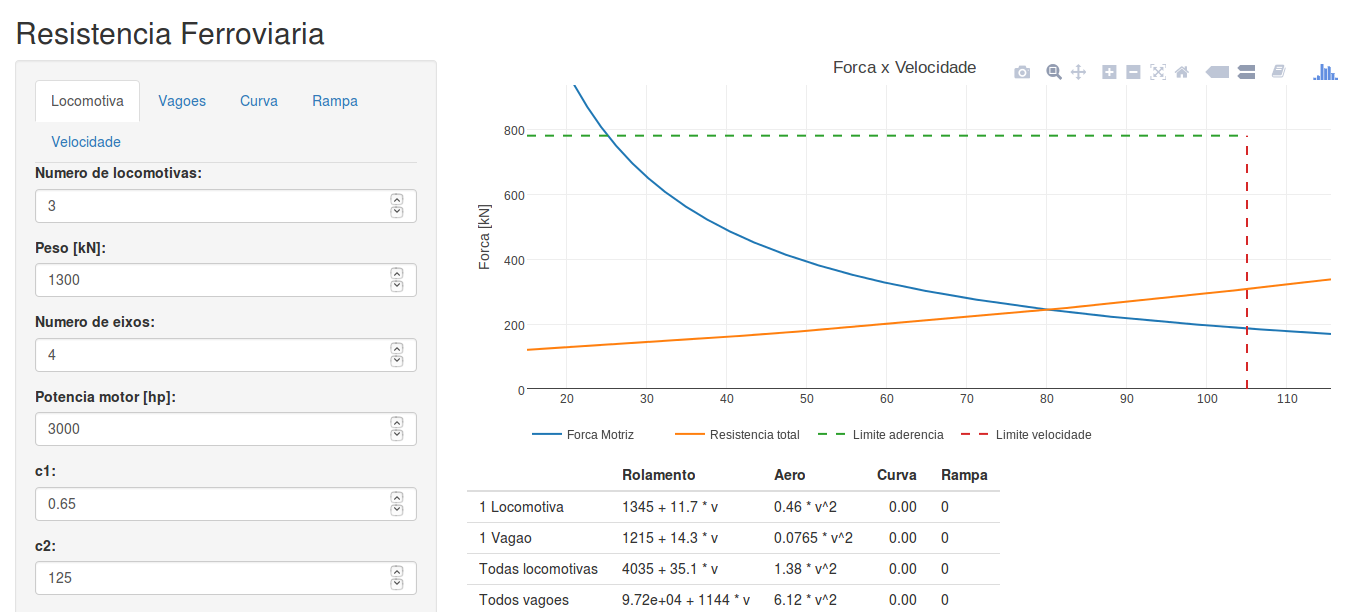 Resistencia Ferroviaria
Locomotiva Vagoes Curva Rampa
Velocidade
Numero de locomotivas:
3
Peso [kN]:
1300
Numero de eixos:
4
Potencia motor [hp]:
3000
c1:
0.65
c2:
125
Forca x Velocidade
Forca [kN]
800
600
400
200
0
20 30 40 50 60 70 80 90 100 110
Forca Motriz Resistencia total Limite aderencia Limite velocidade
Rolamento Aero Curva Rampa
1 Locomotiva 1345 + 11.7 * v 0.46 * v^2 0.00 0
1 Vagao 1215 + 14.3 * v 0.0765 * v^2 0.00 0
Todas locomotivas 4035 + 35.1 * v 1.38 * v^2 0.00 0
Todos vagoes 9.72e+04 + 1144 * v 6.12 * v^2 0.00 0